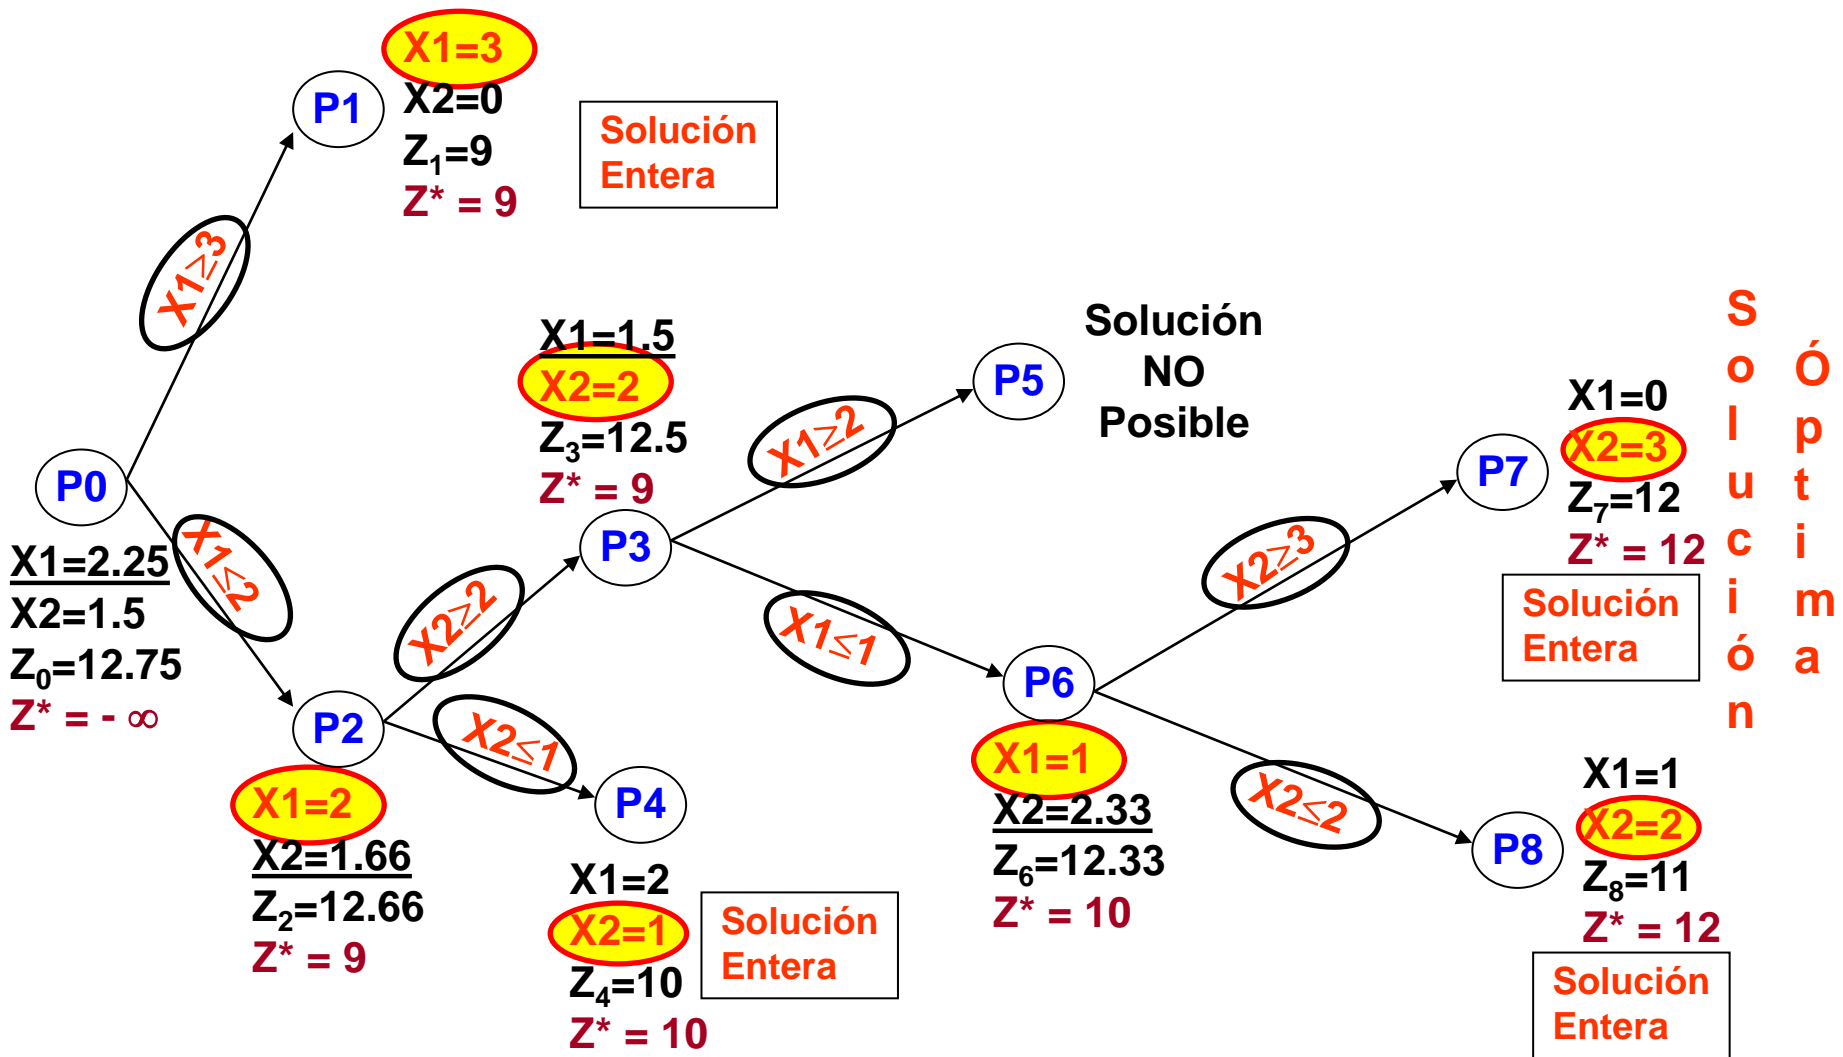 X1=3
P1
X2=0
Z1=9
Z* = 9
Solución
Entera
X1≥3
P0
X1=2.25
X2=1.5
Z0=12.75
Z* = - ∞
X1≤2
P2
X1=2
X2=1.66
Z2=12.66
Z* = 9
X2≥2
X1=1.5
X2=2
Z3=12.5
Z* = 9
P3
X2≤1
P4
X1=2
X2=1
Z4=10
Z* = 10
Solución
Entera
X1≥2
P5
Solución
NO
Posible
X1≤1
P6
X1=1
X2=2.33
Z6=12.33
Z* = 10
X2≥3
P7
X1=0
X2=3
Z7=12
Z* = 12
Solución
Entera
X2≤2
P8
X1=1
X2=2
Z8=11
Z* = 12
Solución
Entera
Solución
Óptima